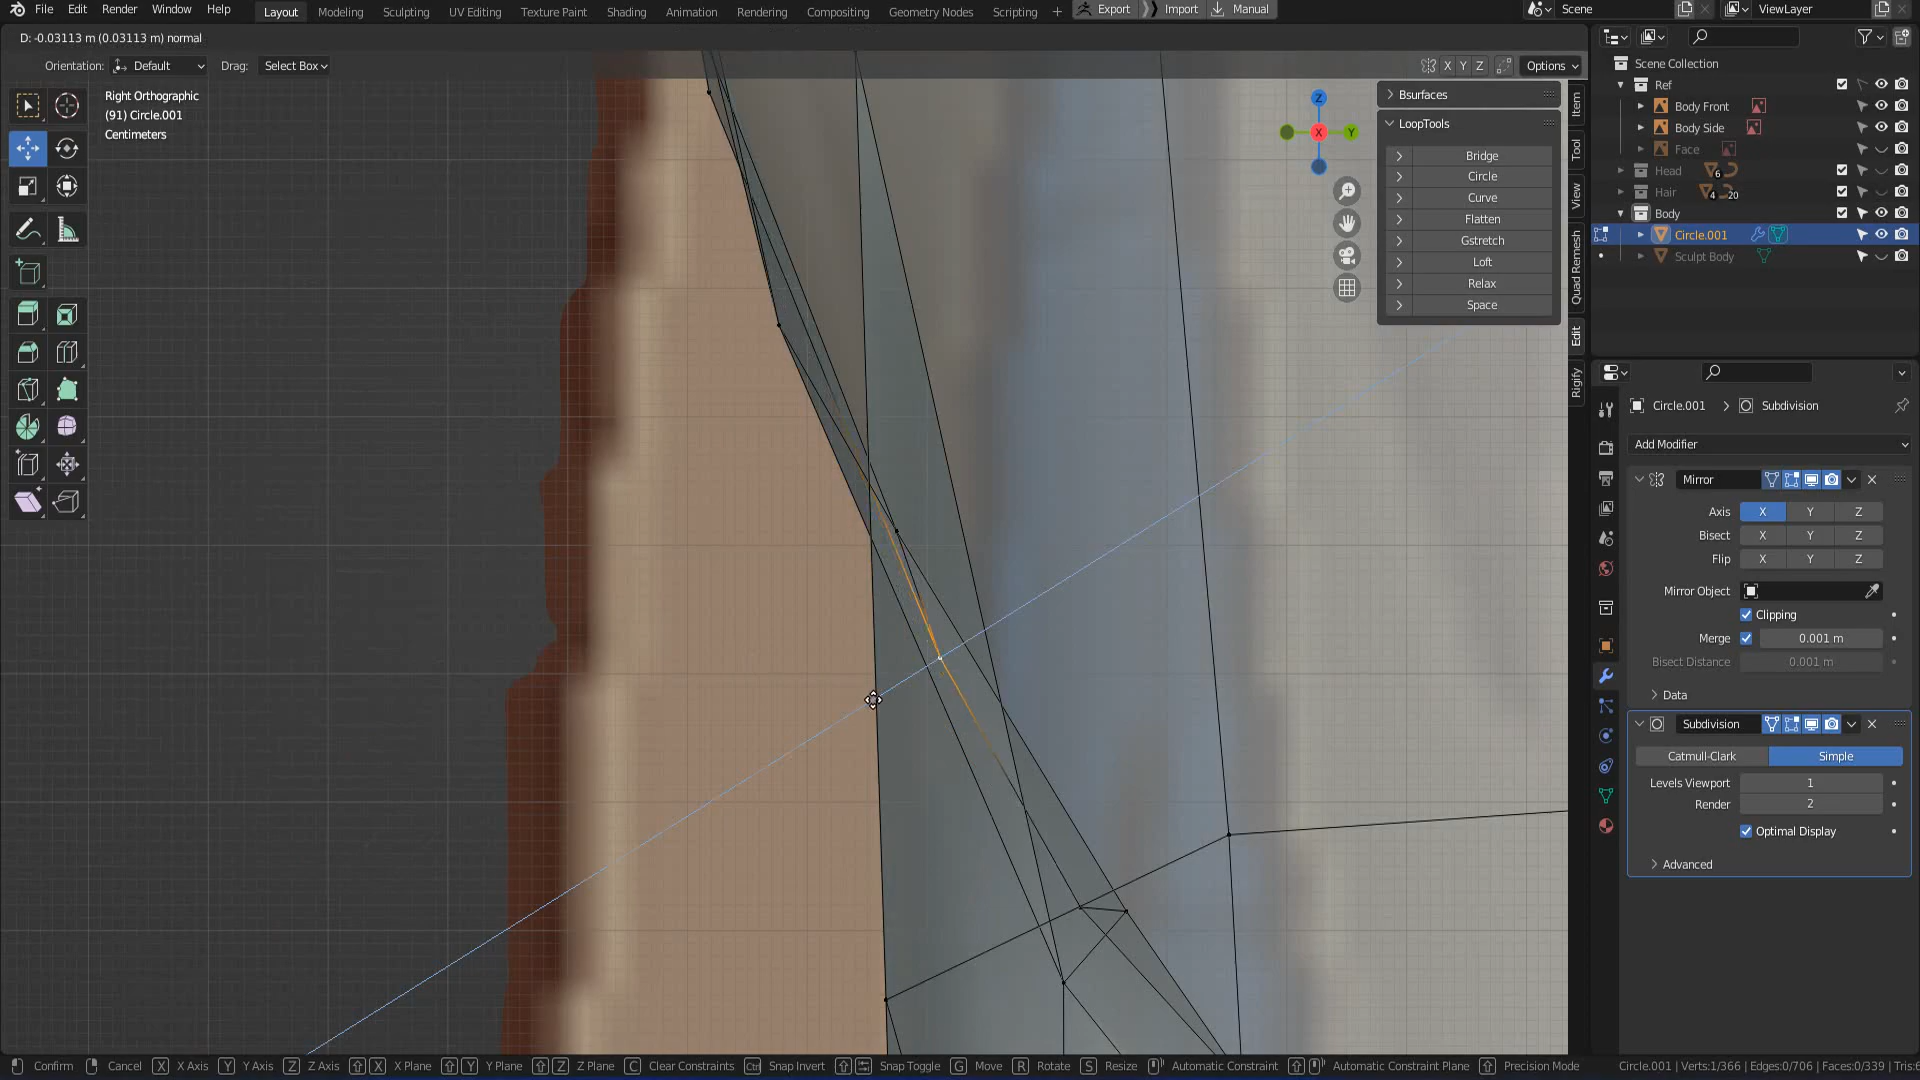 File Edit Render Window Help Layout Modeling Sculpting UV Editing Texture Paint Shading Animation Rendering Compositing Geometry Nodes Scripting + Export Import Manual Scene ViewLayer
D: -0.03113 m (0.03113 m) normal
Orientation: Default Drag: Select Box X Y Z Options
Right Orthographic
(91) Circle.001
Centimeters
Z
X
Y
Bsurfaces
LoopTools
Bridge
Circle
Curve
Flatten
Gstretch
Loft
Relax
Space
Item
Tool
View
Quad Remesh
Edit
Rigify
Scene Collection
Ref
Body Front
Body Side
Face
Head 6
Hair 4 20
Body
Circle.001
Sculpt Body
Circle.001 Subdivision
Add Modifier
Mirror
Axis X Y Z
Bisect X Y Z
Flip X Y Z
Mirror Object
Clipping
Merge 0.001 m
Bisect Distance 0.001 m
Data
Subdivision
Catmull-Clark Simple
Levels Viewport 1
Render 2
Optimal Display
Advanced
Confirm Cancel X X Axis Y Y Axis Z Z Axis X X Plane Y Y Plane Z Z Plane C Clear Constraints Ctrl Snap Invert Snap Toggle G Move R Rotate S Resize Automatic Constraint Automatic Constraint Plane Precision Mode Circle.001 | Verts:1/366 | Edges:0/706 | Faces:0/339 | Tris:6